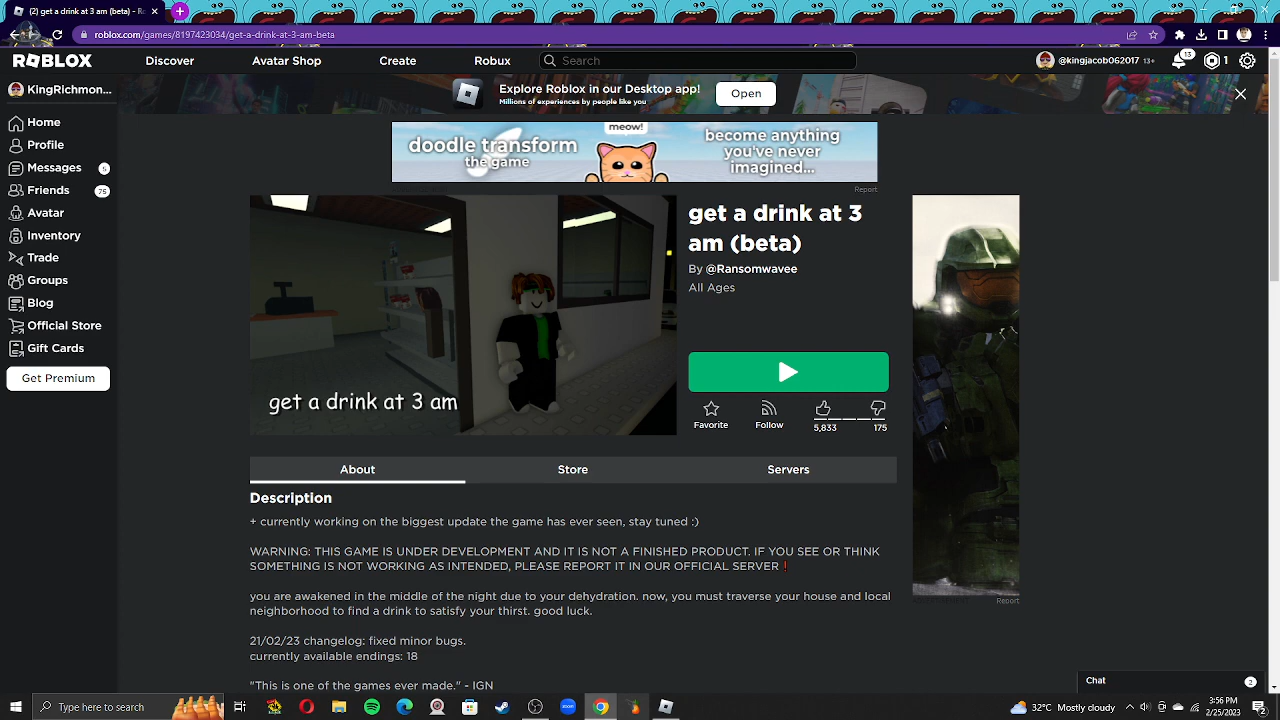 (2) get a drink at 3 am (beta) -
roblox.com/games/8197423034/get-a-drink-at-3-am-beta
ROBLOX
Discover
Avatar Shop
Create
Robux
Search
@kingjacob062017 13+
13
1
KingRichmon...
Explore Roblox in our Desktop app!
Millions of experiences by people like you
Open
Home
Profile
Messages 5
Friends 75
Avatar
Inventory
Trade
Groups
Blog
Official Store
Gift Cards
Get Premium
doodle transform
the game
meow!
become anything
you've never
imagined...
Report
get a drink at 3 am
get a drink at 3
am (beta)
By @Ransomwavee
All Ages
Favorite
Follow
5,833
175
About
Store
Servers
Description
+ currently working on the biggest update the game has ever seen, stay tuned :)
WARNING: THIS GAME IS UNDER DEVELOPMENT AND IT IS NOT A FINISHED PRODUCT. IF YOU SEE OR THINK
SOMETHING IS NOT WORKING AS INTENDED, PLEASE REPORT IT IN OUR OFFICIAL SERVER❗
you are awakened in the middle of the night due to your dehydration. now, you must traverse your house and local
neighborhood to find a drink to satisfy your thirst. good luck.
21/02/23 changelog: fixed minor bugs.
currently available endings: 18
"This is one of the games ever made." - IGN
Report
Chat
2
Type here to search
zoom
32°C Mostly cloudy
3:56 PM
2/25/2023
2